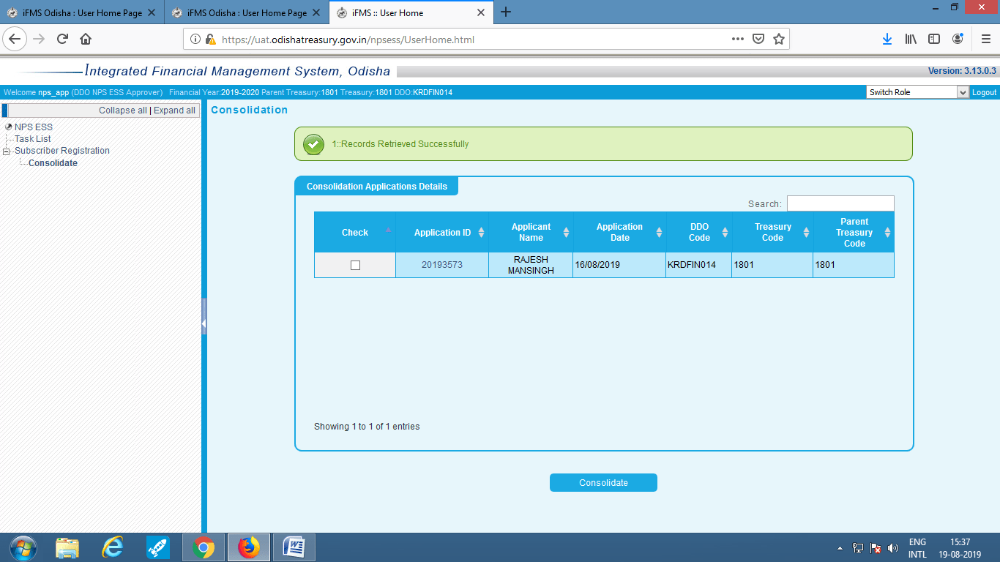 iFMS Odisha : User Home Page
iFMS Odisha : User Home Page
iFMS :: User Home
https://uat.odishatreasury.gov.in/npsess/UserHome.html
Integrated Financial Management System, Odisha
Version: 3.13.0.3
Welcome nps_app (DDO NPS ESS Approver) Financial Year:2019-2020 Parent Treasury:1801 Treasury:1801 DDO:KRDFIN014
Switch Role
Logout
Collapse all | Expand all
NPS ESS
Task List
Subscriber Registration
Consolidate
Consolidation
1::Records Retrieved Successfully
Consolidation Applications Details
Search:
Check
Application ID
Applicant
Name
Application
Date
DDO
Code
Treasury
Code
Parent
Treasury
Code
20193573
RAJESH
MANSINGH
16/08/2019
KRDFIN014
1801
1801
Showing 1 to 1 of 1 entries
Consolidate
ENG
INTL
15:37
19-08-2019